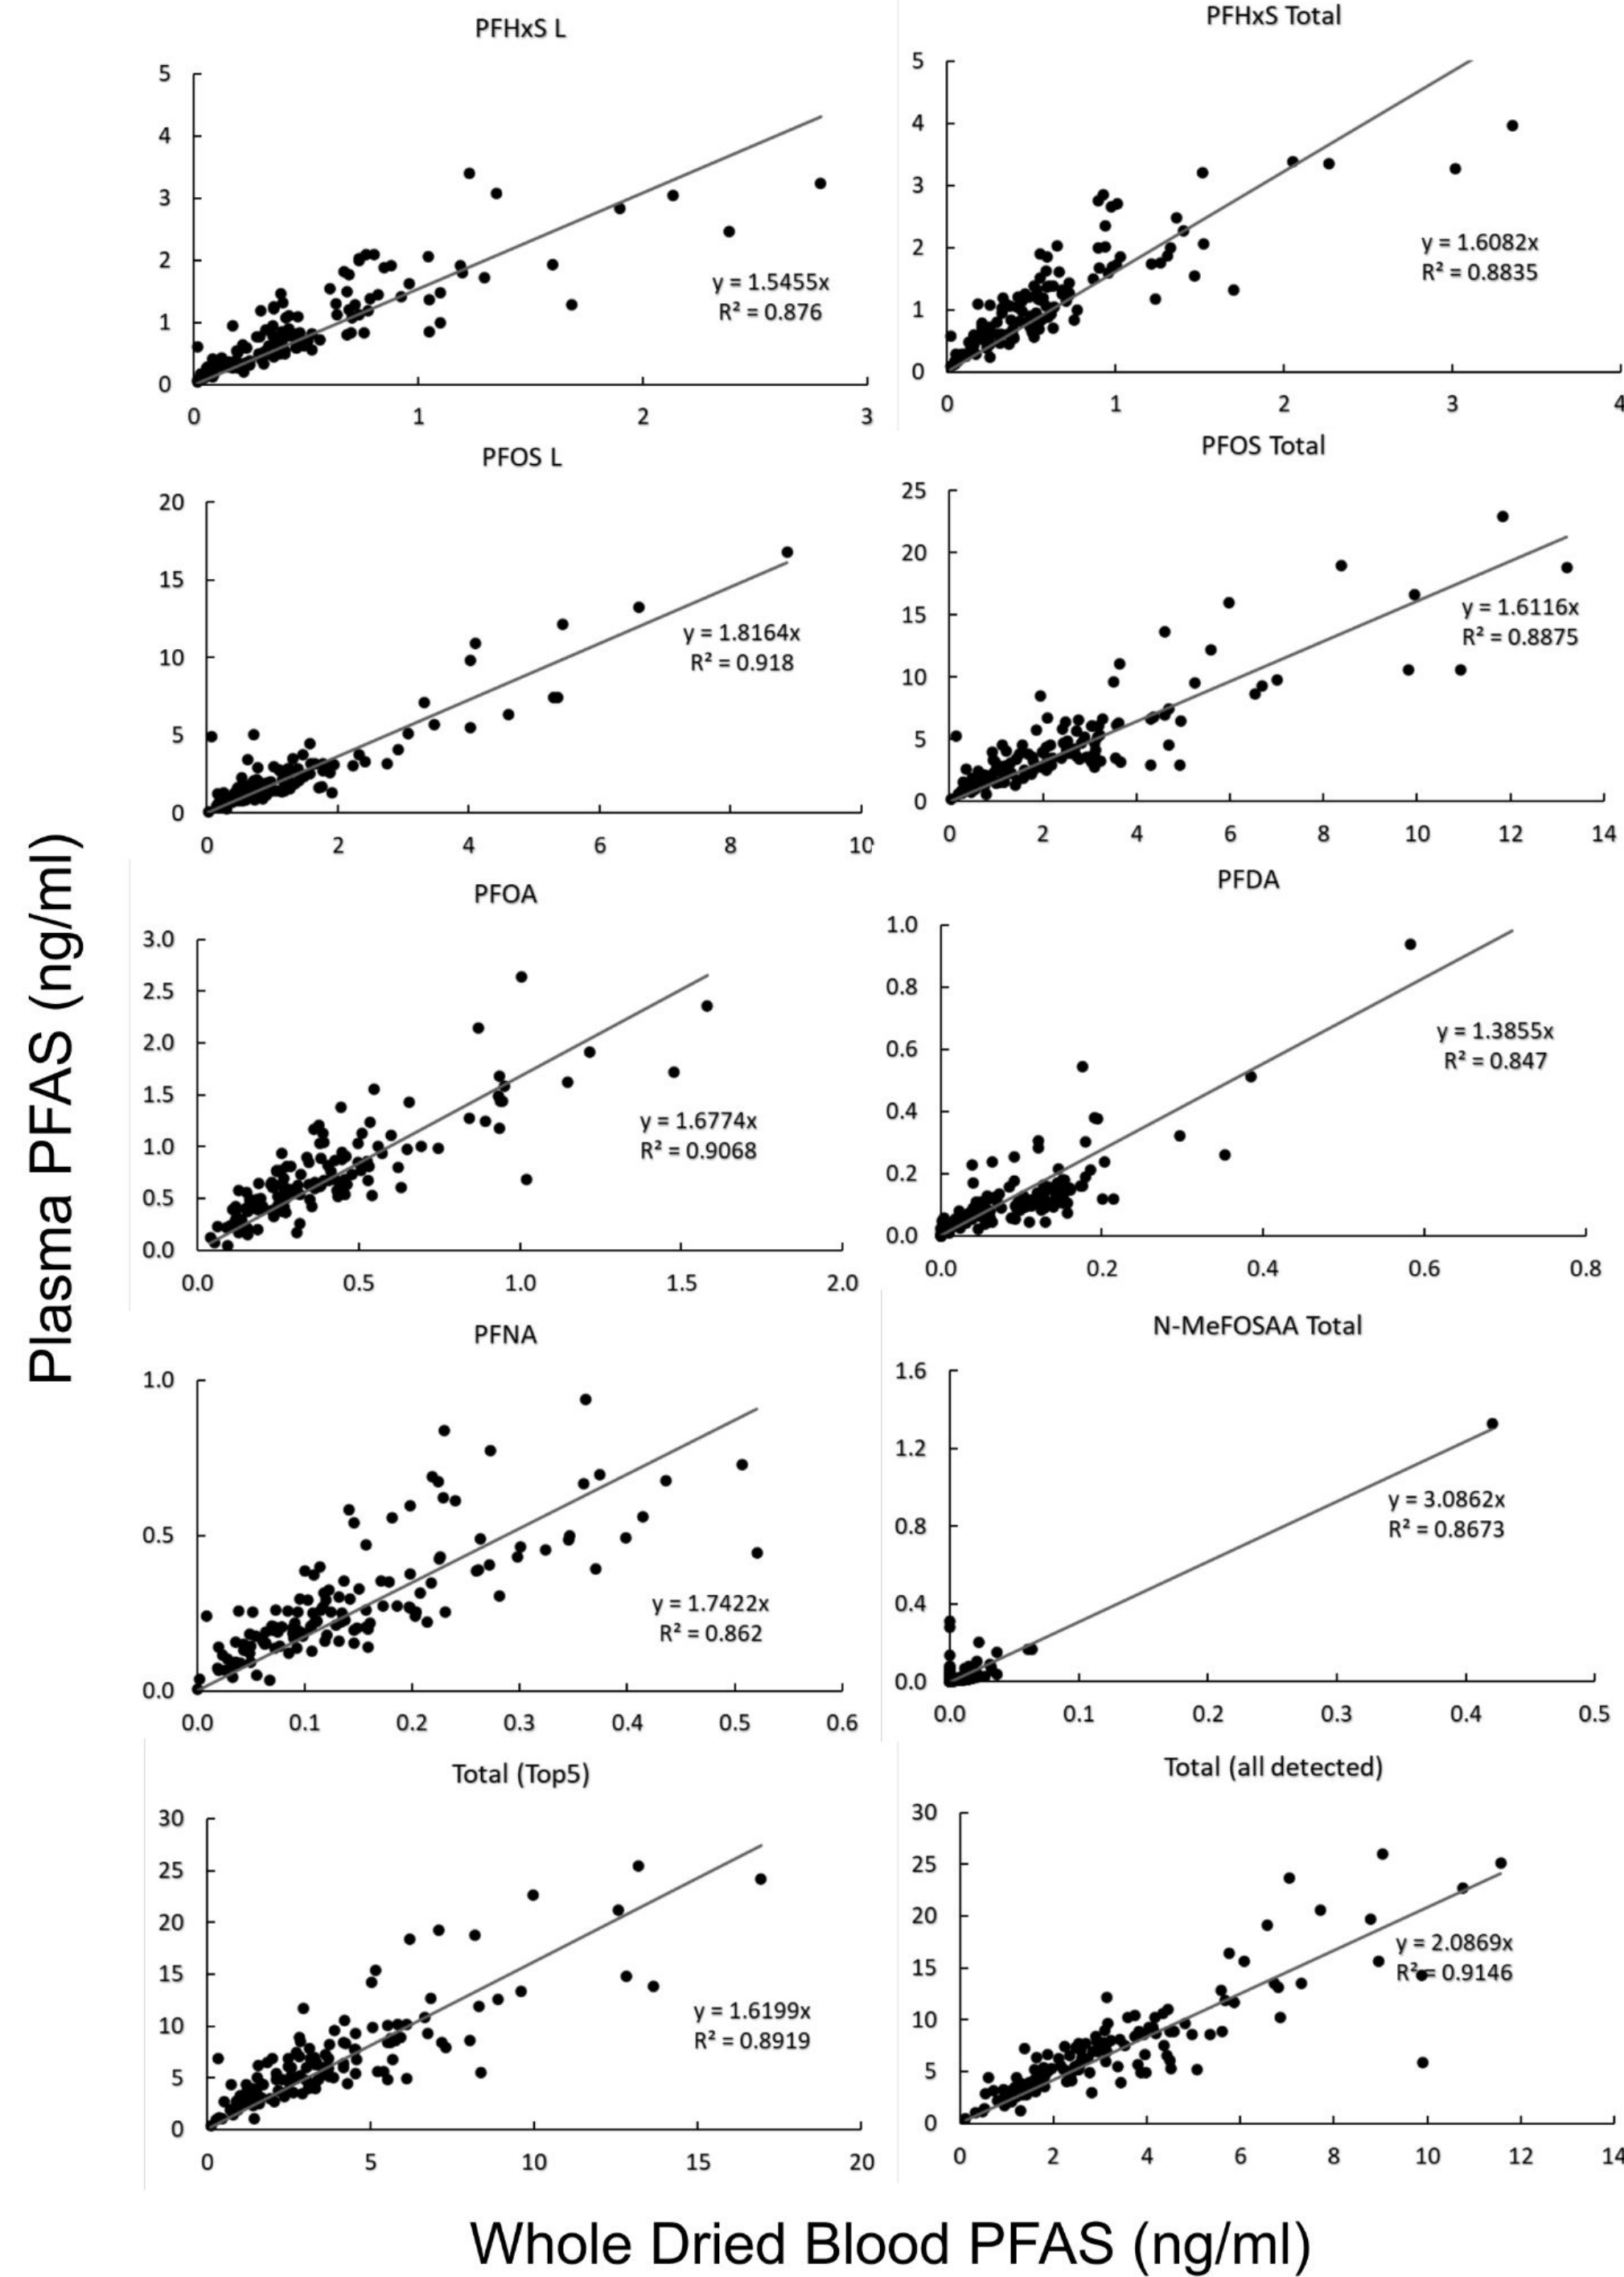 Plasma PFAS (ng/ml)
PFHxS L
5
4
3
2
1
0
y = 1.5455x
R² = 0.876
0 1 2 3
PFHxS Total
5
4
3
2
1
0
y = 1.6082x
R² = 0.8835
0 1 2 3 4
PFOS L
20
15
10
5
0
y = 1.8164x
R² = 0.918
0 2 4 6 8 10
PFOS Total
25
20
15
10
5
0
y = 1.6116x
R² = 0.8875
0 2 4 6 8 10 12 14
PFOA
3.0
2.5
2.0
1.5
1.0
0.5
0.0
y = 1.6774x
R² = 0.9068
0.0 0.5 1.0 1.5 2.0
PFDA
1.0
0.8
0.6
0.4
0.2
0.0
y = 1.3855x
R² = 0.847
0.0 0.2 0.4 0.6 0.8
PFNA
1.0
0.5
0.0
y = 1.7422x
R² = 0.862
0.0 0.1 0.2 0.3 0.4 0.5 0.6
N-MeFOSAA Total
1.6
1.2
0.8
0.4
0.0
y = 3.0862x
R² = 0.8673
0.0 0.1 0.2 0.3 0.4 0.5
Total (Top5)
30
25
20
15
10
5
0
y = 1.6199x
R² = 0.8919
0 5 10 15 20
Total (all detected)
30
25
20
15
10
5
0
y = 2.0869x
R² = 0.9146
0 2 4 6 8 10 12 14
Whole Dried Blood PFAS (ng/ml)